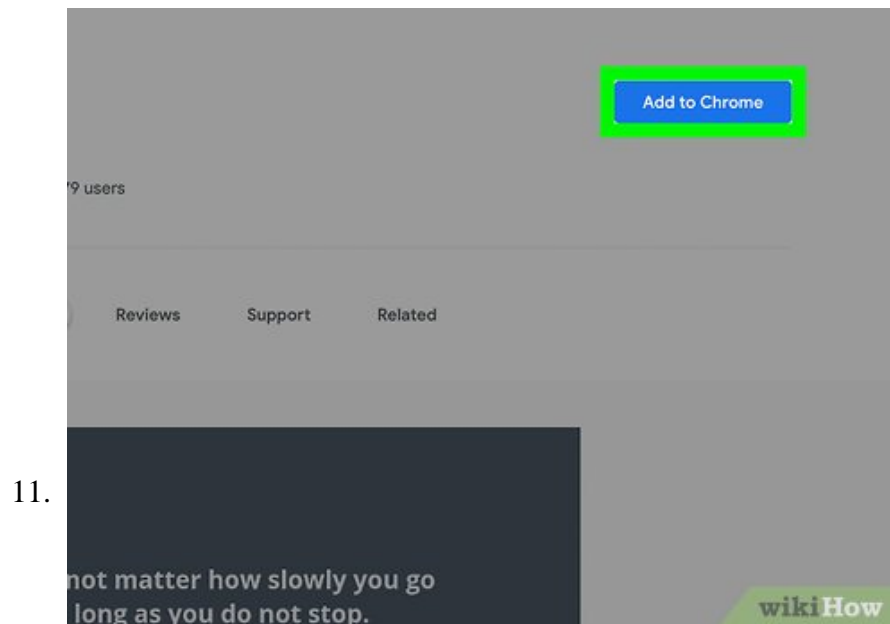 Add to Chrome
9 users
Reviews Support Related
11.
not matter how slowly you go
long as you do not stop.
wikiHow